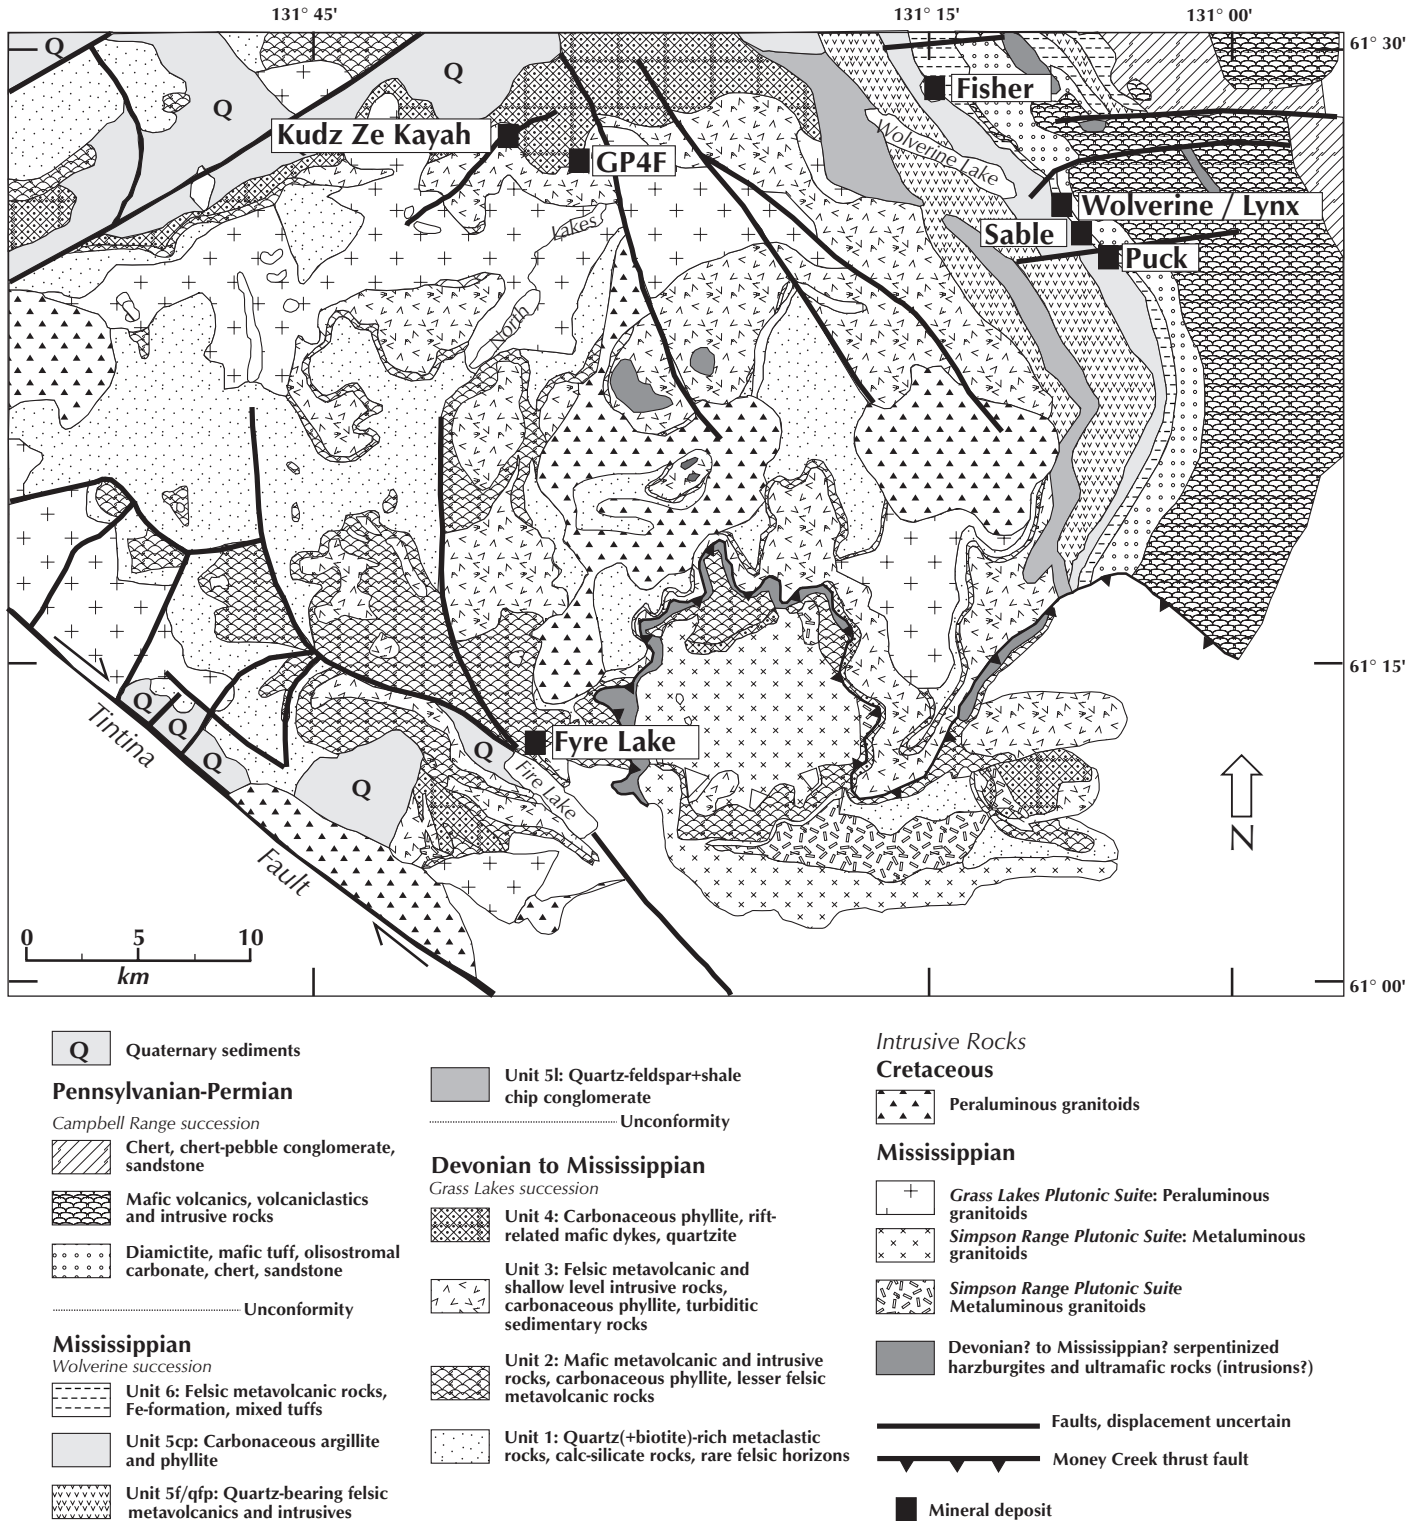 131° 45'
131° 15'
131° 00'
61° 30'
Q
Q
Q
Fisher
Kudz Ze Kayah
GP4F
Wolverine Lake
Wolverine / Lynx
Sable
Puck
Lakes
North
61° 15'
Q
Q
Q
Q
Q
Fyre Lake
Fire Lake
Tintina
Fault
N
0 5 10
km
61° 00'
Q Quaternary sediments
Pennsylvanian-Permian
Campbell Range succession
Chert, chert-pebble conglomerate,
sandstone
Mafic volcanics, volcaniclastics
and intrusive rocks
Diamictite, mafic tuff, olisostromal
carbonate, chert, sandstone
Unconformity
Mississippian
Wolverine succession
Unit 6: Felsic metavolcanic rocks,
Fe-formation, mixed tuffs
Unit 5cp: Carbonaceous argillite
and phyllite
Unit 5f/qfp: Quartz-bearing felsic
metavolcanics and intrusives
Unit 5l: Quartz-feldspar+shale
chip conglomerate
Unconformity
Devonian to Mississippian
Grass Lakes succession
Unit 4: Carbonaceous phyllite, rift-
related mafic dykes, quartzite
Unit 3: Felsic metavolcanic and
shallow level intrusive rocks,
carbonaceous phyllite, turbiditic
sedimentary rocks
Unit 2: Mafic metavolcanic and intrusive
rocks, carbonaceous phyllite, lesser felsic
metavolcanic rocks
Unit 1: Quartz(+biotite)-rich metaclastic
rocks, calc-silicate rocks, rare felsic horizons
Intrusive Rocks
Cretaceous
Peraluminous granitoids
Mississippian
Grass Lakes Plutonic Suite: Peraluminous
granitoids
Simpson Range Plutonic Suite: Metaluminous
granitoids
Simpson Range Plutonic Suite
Metaluminous granitoids
Devonian? to Mississippian? serpentinized
harzburgites and ultramafic rocks (intrusions?)
Faults, displacement uncertain
Money Creek thrust fault
Mineral deposit